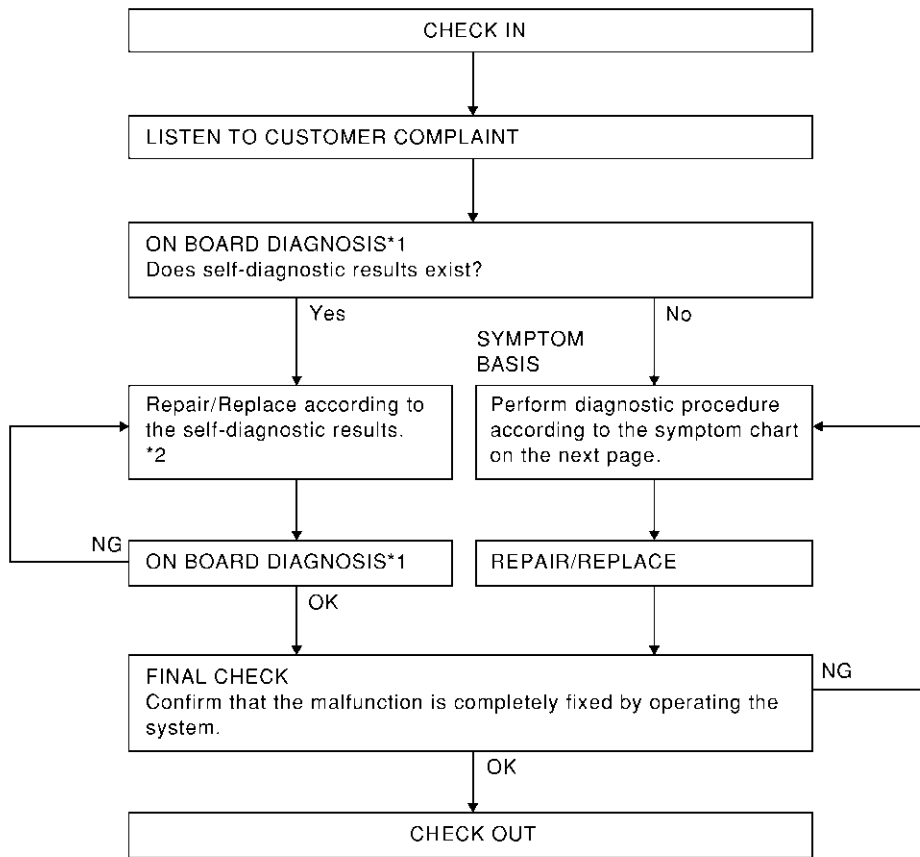 CHECK IN
LISTEN TO CUSTOMER COMPLAINT
ON BOARD DIAGNOSIS*1
Does self-diagnostic results exist?
Yes
No
SYMPTOM
BASIS
Repair/Replace according to
the self-diagnostic results.
*2
Perform diagnostic procedure
according to the symptom chart
on the next page.
NG
ON BOARD DIAGNOSIS*1
REPAIR/REPLACE
OK
FINAL CHECK
Confirm that the malfunction is completely fixed by operating the
system.
NG
OK
CHECK OUT